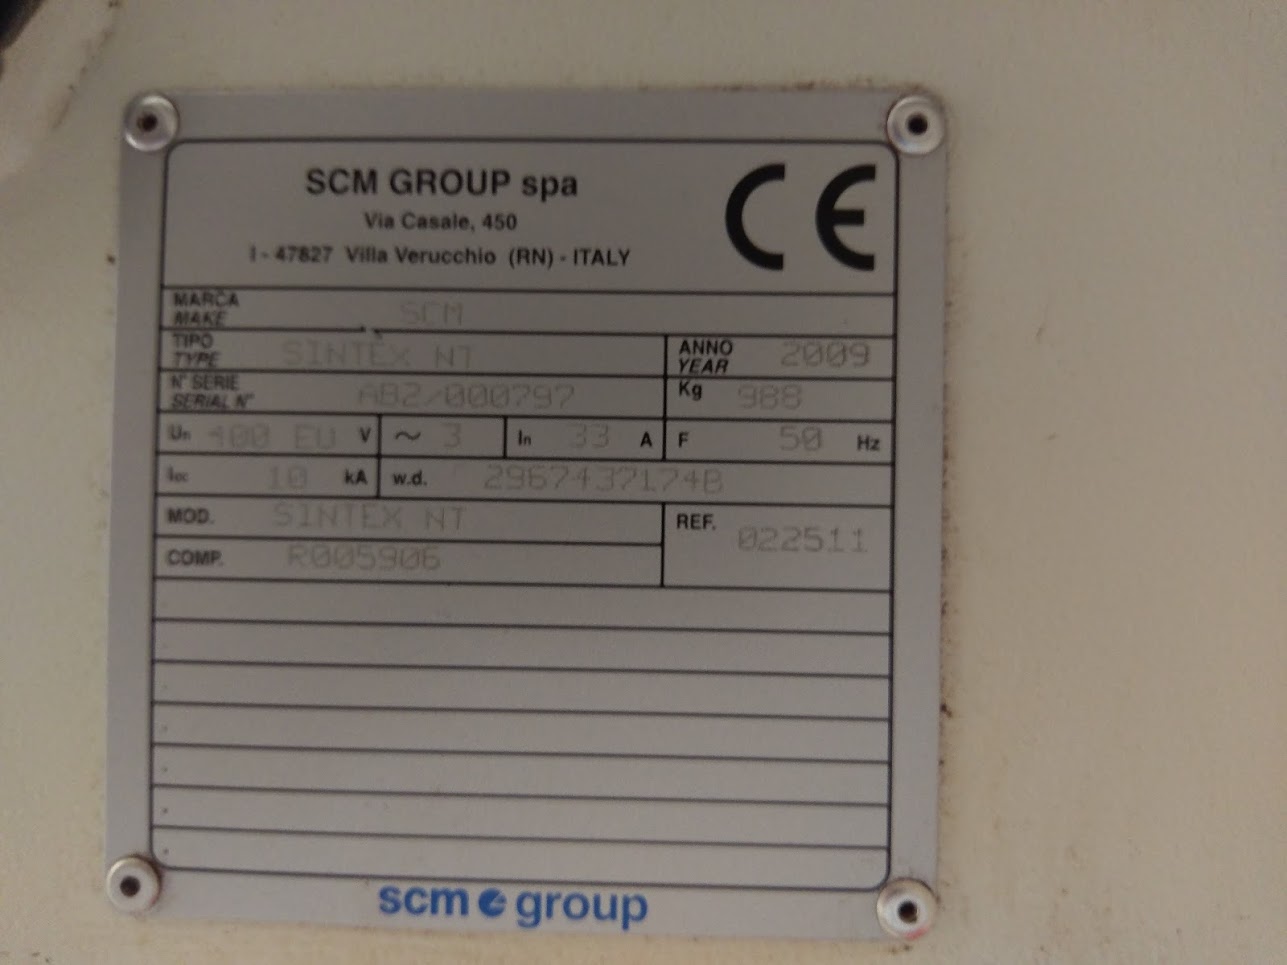 SCM GROUP spa
Via Casale, 450
I - 47827 Villa Verucchio (RN) - ITALY
CE
MARCA
MAKE SCM
TIPO
TYPE SINTEX NT
ANNO
YEAR 2009
N° SERIE
SERIAL N° AB2/000797
Kg 988
Un 400 EU V
~ 3
In 33 A
F 50 Hz
Icc 10 kA
w.d. 2967437174B
MOD. SINTEX NT
REF. 022511
COMP. R005906
scm group